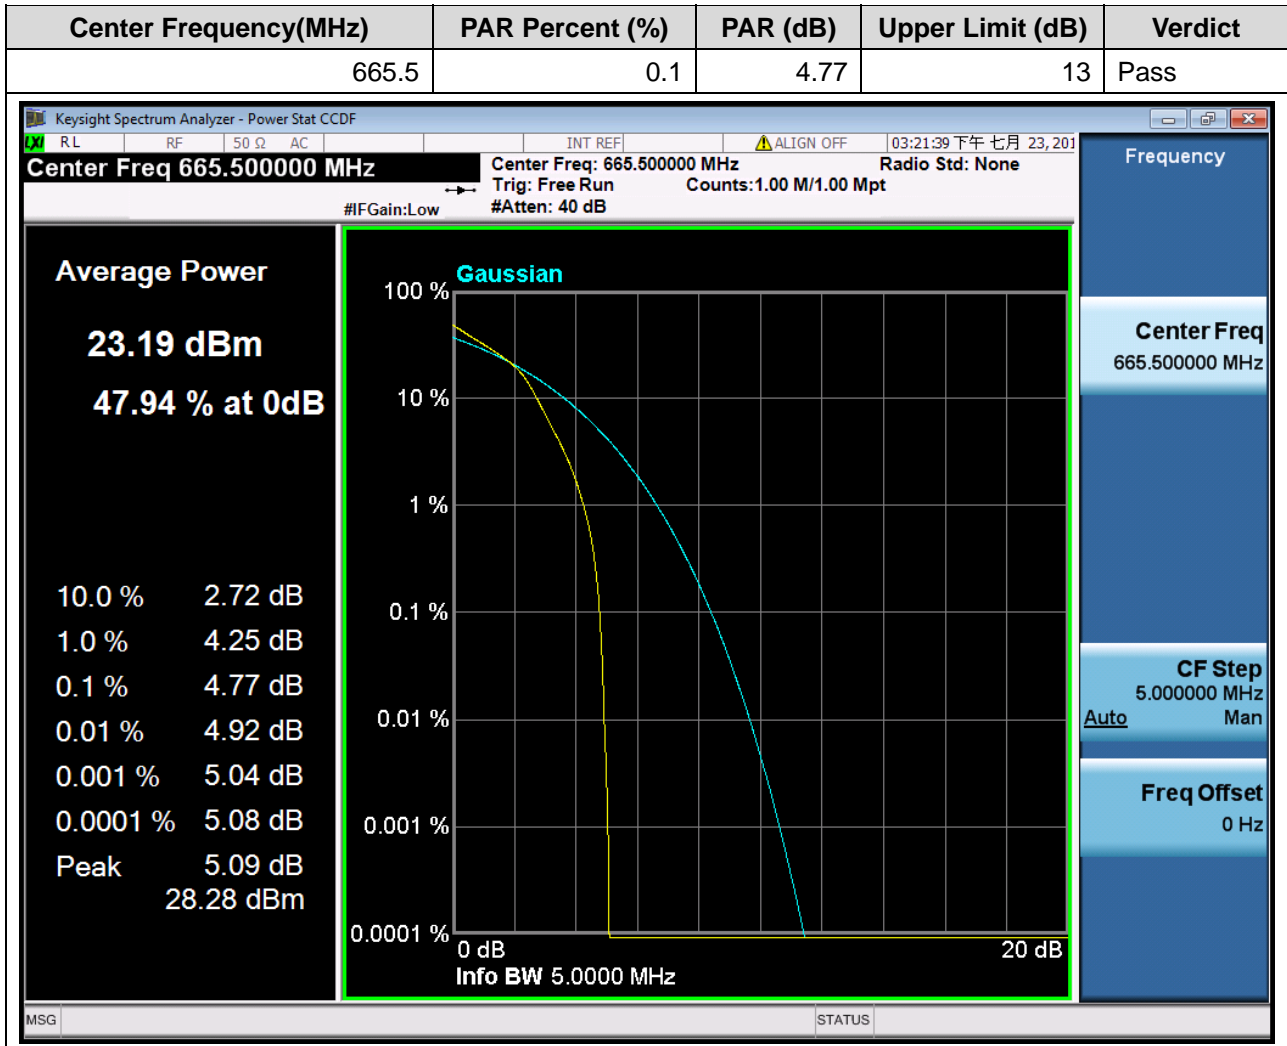 Center Frequency(MHz) PAR Percent (%) PAR (dB) Upper Limit (dB) Verdict
665.5 0.1 4.77 13 Pass
Keysight Spectrum Analyzer - Power Stat CCDF
LXI RL RF 50 Ω AC INT REF ALIGN OFF 03:21:39 下午 七月 23, 201
Center Freq 665.500000 MHz
Center Freq: 665.500000 MHz Radio Std: None
Trig: Free Run Counts:1.00 M/1.00 Mpt
#IFGain:Low #Atten: 40 dB
Frequency
Average Power
23.19 dBm
47.94 % at 0dB
10.0 % 2.72 dB
1.0 % 4.25 dB
0.1 % 4.77 dB
0.01 % 4.92 dB
0.001 % 5.04 dB
0.0001 % 5.08 dB
Peak 5.09 dB
28.28 dBm
Gaussian
100 %
10 %
1 %
0.1 %
0.01 %
0.001 %
0.0001 %
0 dB 20 dB
Info BW 5.0000 MHz
Center Freq
665.500000 MHz
CF Step
5.000000 MHz
Auto Man
Freq Offset
0 Hz
MSG STATUS